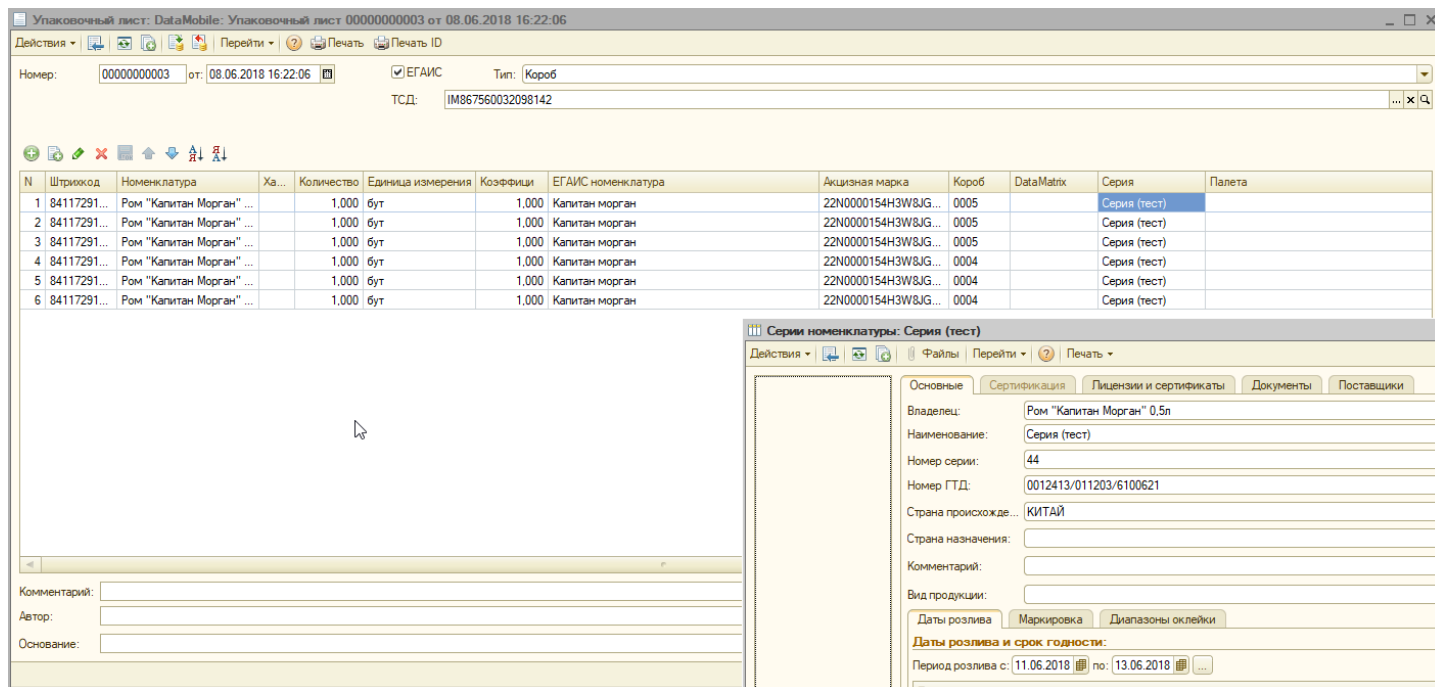 Упаковочный лист: DataMobile: Упаковочный лист 00000000003 от 08.06.2018 16:22:06
Действия Перейти Печать Печать ID
Номер: 00000000003 от: 08.06.2018 16:22:06 ЕГАИС Тип: Короб
ТСД: IM867560032098142
N Штрихкод Номенклатура Ха... Количество Единица измерения Коэффици ЕГАИС номенклатура Акцизная марка Короб DataMatrix Серия Палета
1 84117291... Ром "Капитан Морган" ... 1,000 бут 1,000 Капитан морган 22N0000154H3W8JG... 0005 Серия (тест)
2 84117291... Ром "Капитан Морган" ... 1,000 бут 1,000 Капитан морган 22N0000154H3W8JG... 0005 Серия (тест)
3 84117291... Ром "Капитан Морган" ... 1,000 бут 1,000 Капитан морган 22N0000154H3W8JG... 0005 Серия (тест)
4 84117291... Ром "Капитан Морган" ... 1,000 бут 1,000 Капитан морган 22N0000154H3W8JG... 0004 Серия (тест)
5 84117291... Ром "Капитан Морган" ... 1,000 бут 1,000 Капитан морган 22N0000154H3W8JG... 0004 Серия (тест)
6 84117291... Ром "Капитан Морган" ... 1,000 бут 1,000 Капитан морган 22N0000154H3W8JG... 0004 Серия (тест)
Комментарий:
Автор:
Основание:
Серии номенклатуры: Серия (тест)
Действия Файлы Перейти Печать
Основные Сертификация Лицензии и сертификаты Документы Поставщики
Владелец: Ром "Капитан Морган" 0,5л
Наименование: Серия (тест)
Номер серии: 44
Номер ГТД: 0012413/011203/6100621
Страна происхожде... КИТАЙ
Страна назначения:
Комментарий:
Вид продукции:
Даты розлива Маркировка Диапазоны оклейки
Даты розлива и срок годности:
Период розлива с: 11.06.2018 по: 13.06.2018 ...